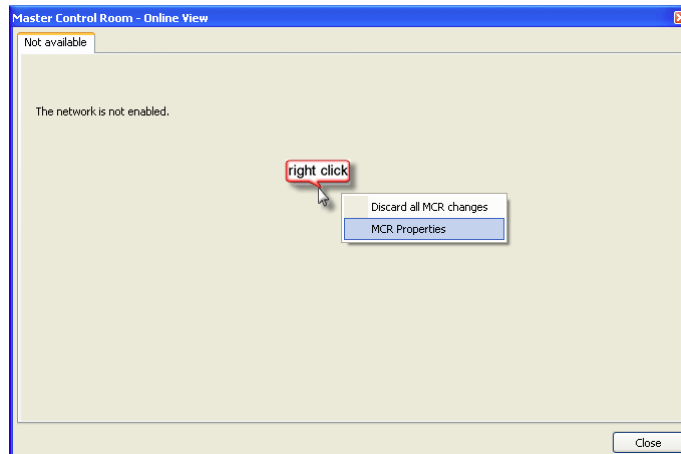 Master Control Room - Online View
Not available
The network is not enabled.
right click
Discard all MCR changes
MCR Properties
Close